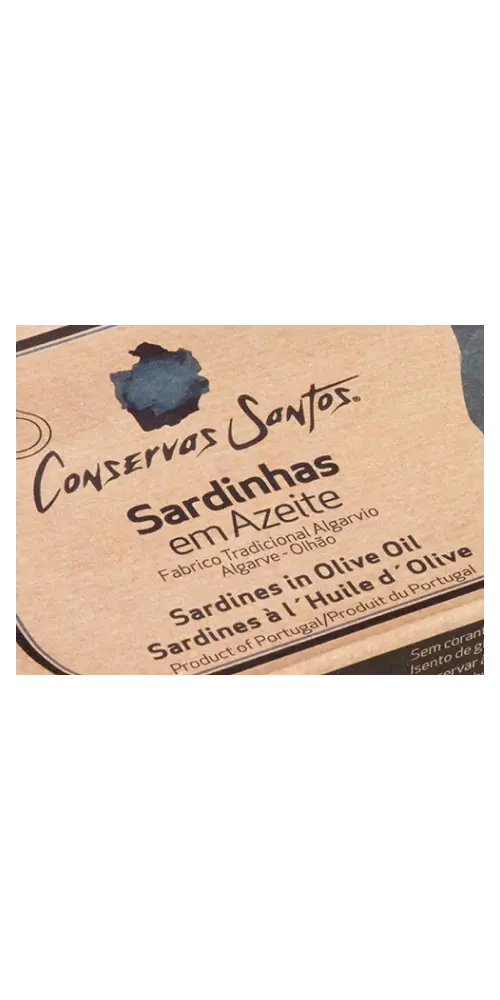 Conservas Santos®
Sardinhas
em Azeite
Fabrico Tradicional Algarvio
Algarve - Olhão
Sardines in Olive Oil
Sardines à l´Huile d´Olive
Product of Portugal/Produit du Portugal
Sem
Isento de